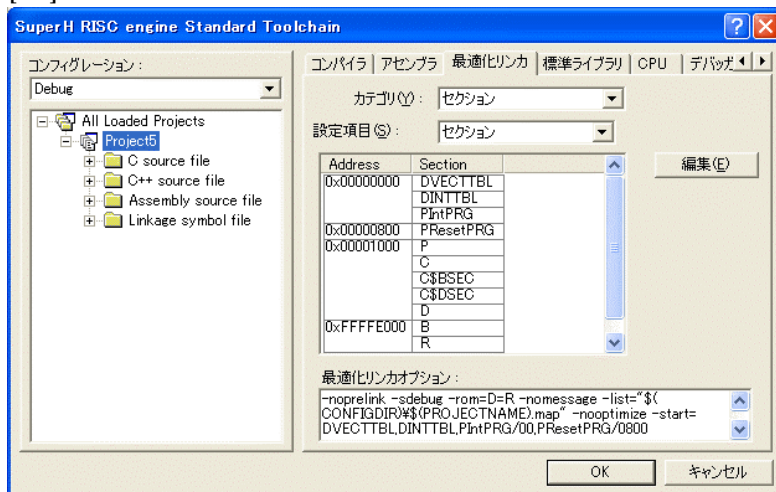 SuperH RISC engine Standard Toolchain
コンフィグレーション :
Debug
All Loaded Projects
Project5
C source file
C++ source file
Assembly source file
Linkage symbol file
コンパイラ アセンブラ 最適化リンカ 標準ライブラリ CPU デバッガ
カテゴリ(Y) : セクション
設定項目(S) : セクション
編集(E)
Address Section
0x00000000 DVECTTBL
DINTTBL
PIntPRG
0x00000800 PResetPRG
0x00001000 P
C
C$BSEC
C$DSEC
D
0xFFFFE000 B
R
最適化リンカオプション :
-noprelink -sdebug -rom=D=R -nomessage -list="$(
CONFIGDIR)¥$(PROJECTNAME).map" -nooptimize -start=
DVECTTBL,DINTTBL,PIntPRG/00,PResetPRG/0800
OK キャンセル